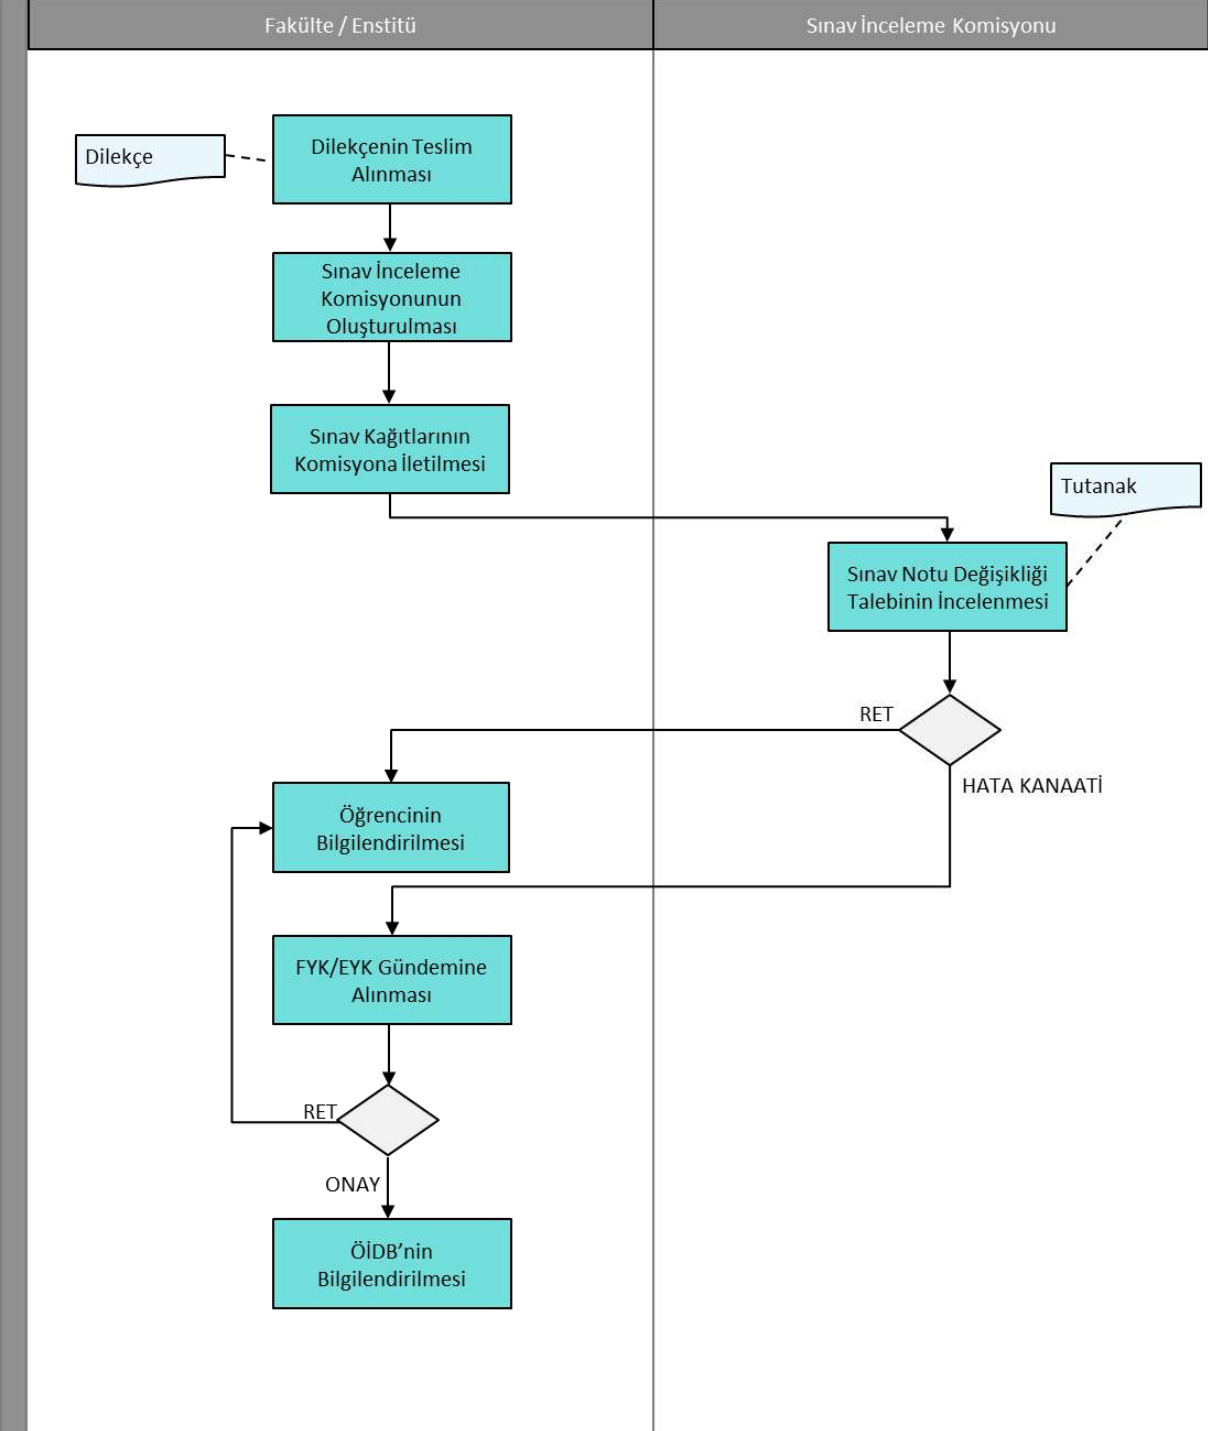 Fakülte / Enstitü
Sınav İnceleme Komisyonu
Dilekçe
Dilekçenin Teslim
Alınması
Sınav İnceleme
Komisyonunun
Oluşturulması
Sınav Kağıtlarının
Komisyona İletilmesi
Tutanak
Sınav Notu Değişikliği
Talebinin İncelenmesi
RET
HATA KANAATİ
Öğrencinin
Bilgilendirilmesi
FYK/EYK Gündemine
Alınması
RET
ONAY
ÖİDB’nin
Bilgilendirilmesi